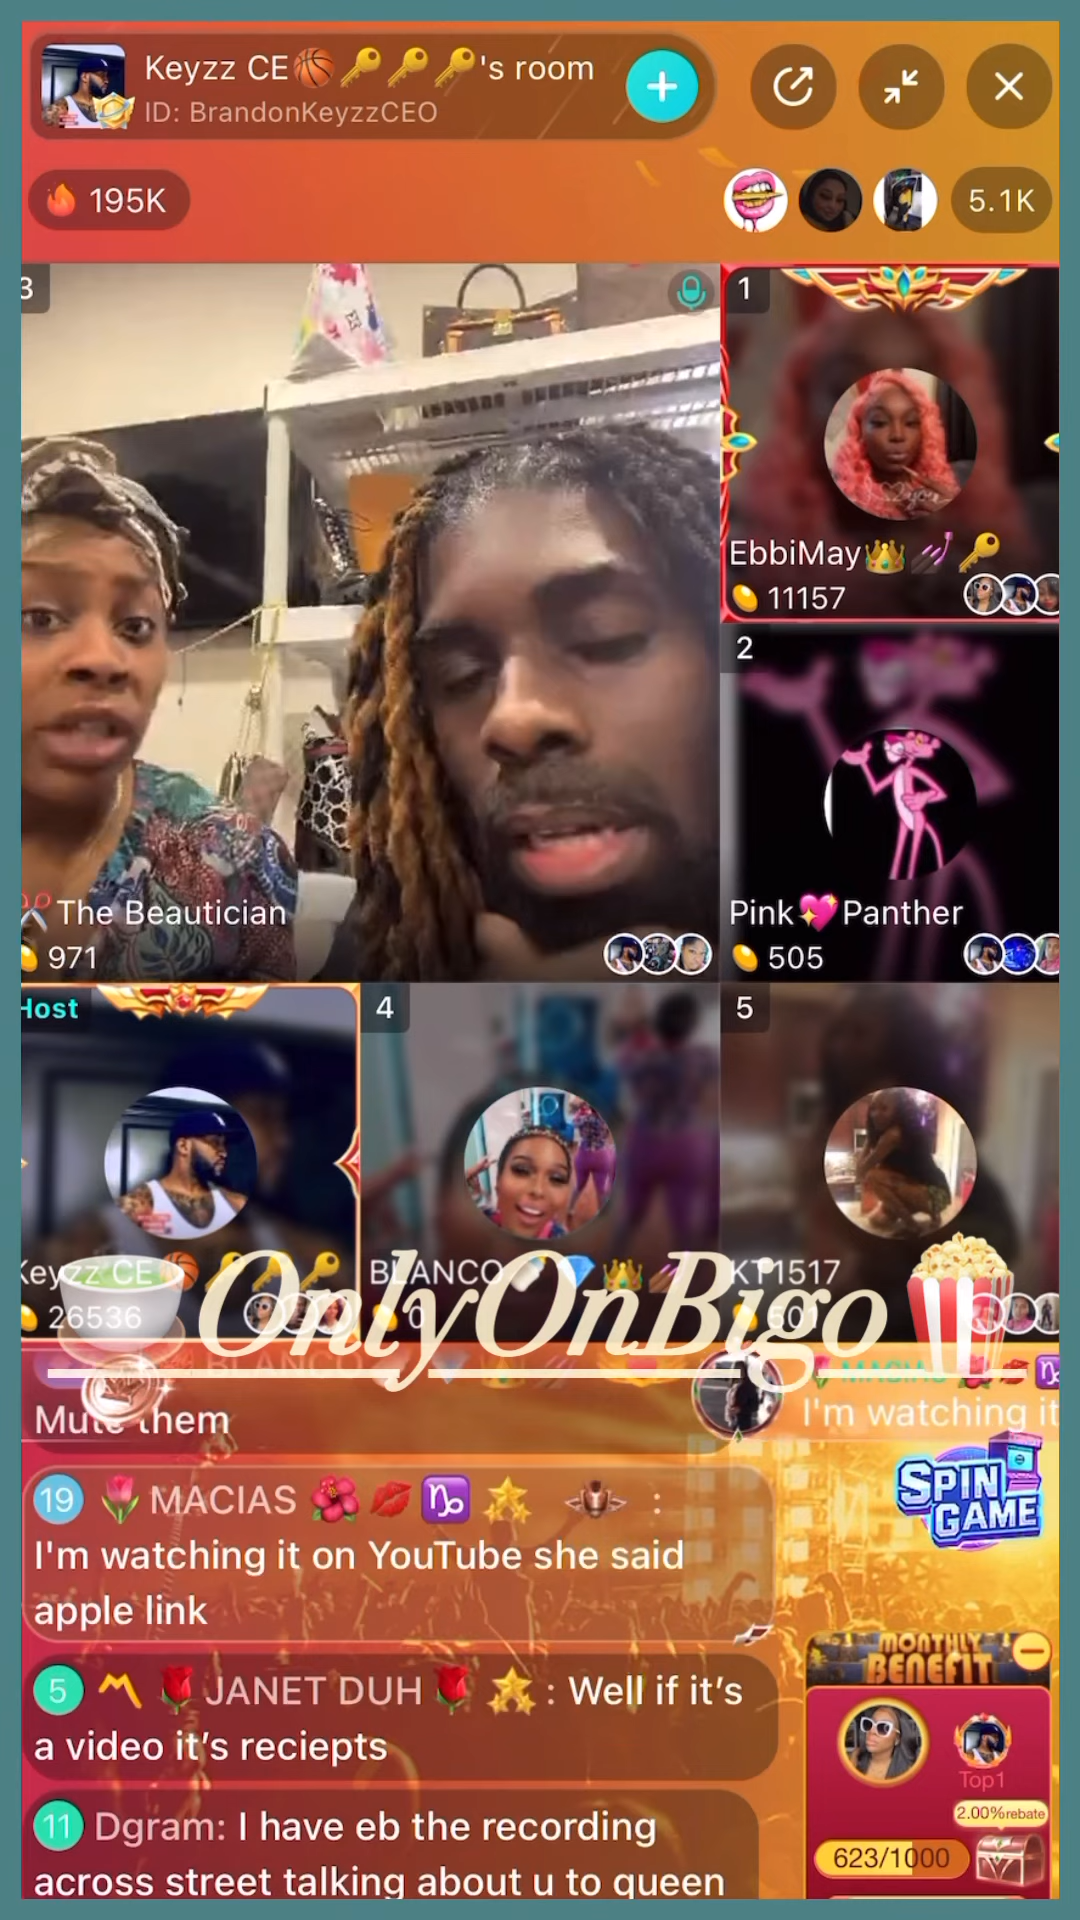 Keyzz CE🏀🔑🔑🔑's room
ID: BrandonKeyzzCEO
195K
5.1K
3
1
EbbiMay👑💅🏿🔑
11157
2
The Beautician
971
Pink💖Panther
505
Host
4
5
Keyzz CE🏀🔑🔑🔑
26536
BLANCO
0
KT1517
501
OnlyOnBigo
Mute them
MACIAS
I'm watching it
19 🌷 MACIAS 🌺 💋 ♑ :
I'm watching it on YouTube she said
apple link
SPIN
GAME
MONTHLY
BENEFIT
5 〽️ 🌹 JANET DUH 🌹 : Well if it's
a video it's reciepts
Top1
2.00%rebate
11 Dgram: I have eb the recording
across street talking about u to queen
623/1000